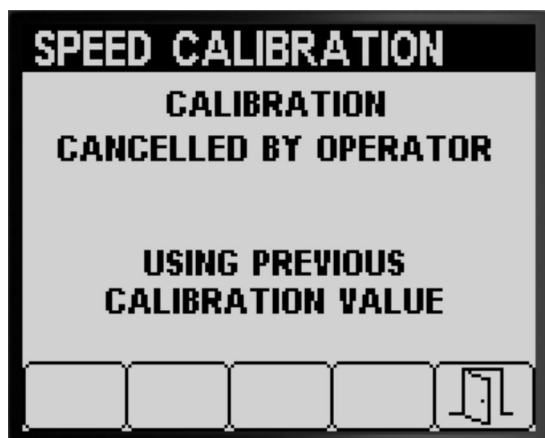 SPEED CALIBRATION
CALIBRATION
CANCELLED BY OPERATOR
USING PREVIOUS
CALIBRATION VALUE